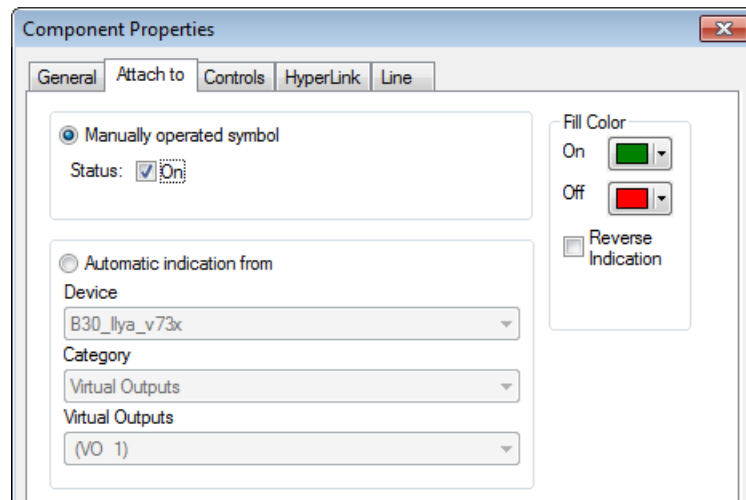 Component Properties
General Attach to Controls HyperLink Line
Manually operated symbol
Status: On
Automatic indication from
Device
B30_Ilya_v73x
Category
Virtual Outputs
Virtual Outputs
(VO 1)
Fill Color
On
Off
Reverse
Indication